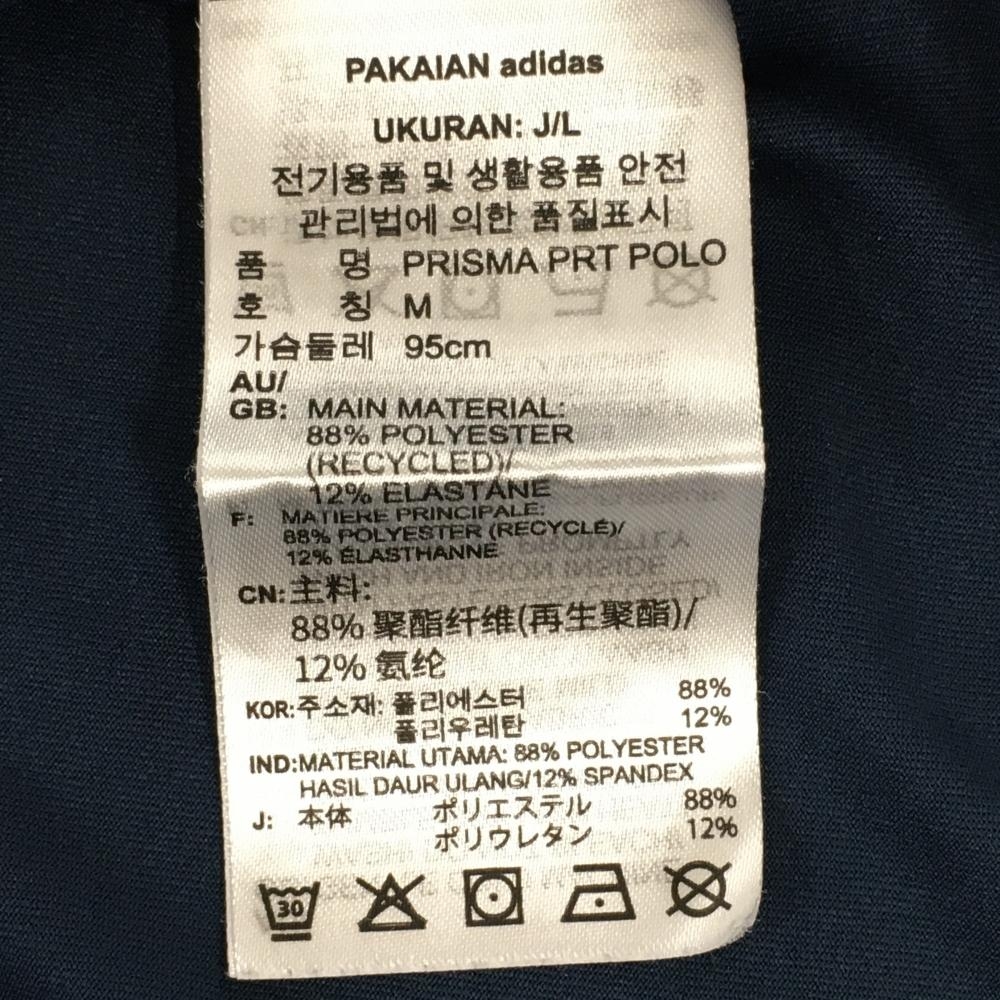 PAKAIAN adidas
UKURAN: J/L
전기용품 및 생활용품 안전
관리법에 의한 품질표시
품 명 PRISMA PRT POLO
호 칭 M
가슴둘레 95cm
AU/
GB: MAIN MATERIAL:
88% POLYESTER
(RECYCLED)/
12% ELASTANE
F: MATIÈRE PRINCIPALE:
88% POLYESTER (RECYCLÉ)/
12% ÉLASTHANNE
CN: 主料:
88% 聚酯纤维(再生聚酯)/
12% 氨纶
KOR: 주소재: 폴리에스터 88%
폴리우레탄 12%
IND: MATERIAL UTAMA: 88% POLYESTER
HASIL DAUR ULANG/12% SPANDEX
J: 本体 ポリエステル 88%
ポリウレタン 12%
30